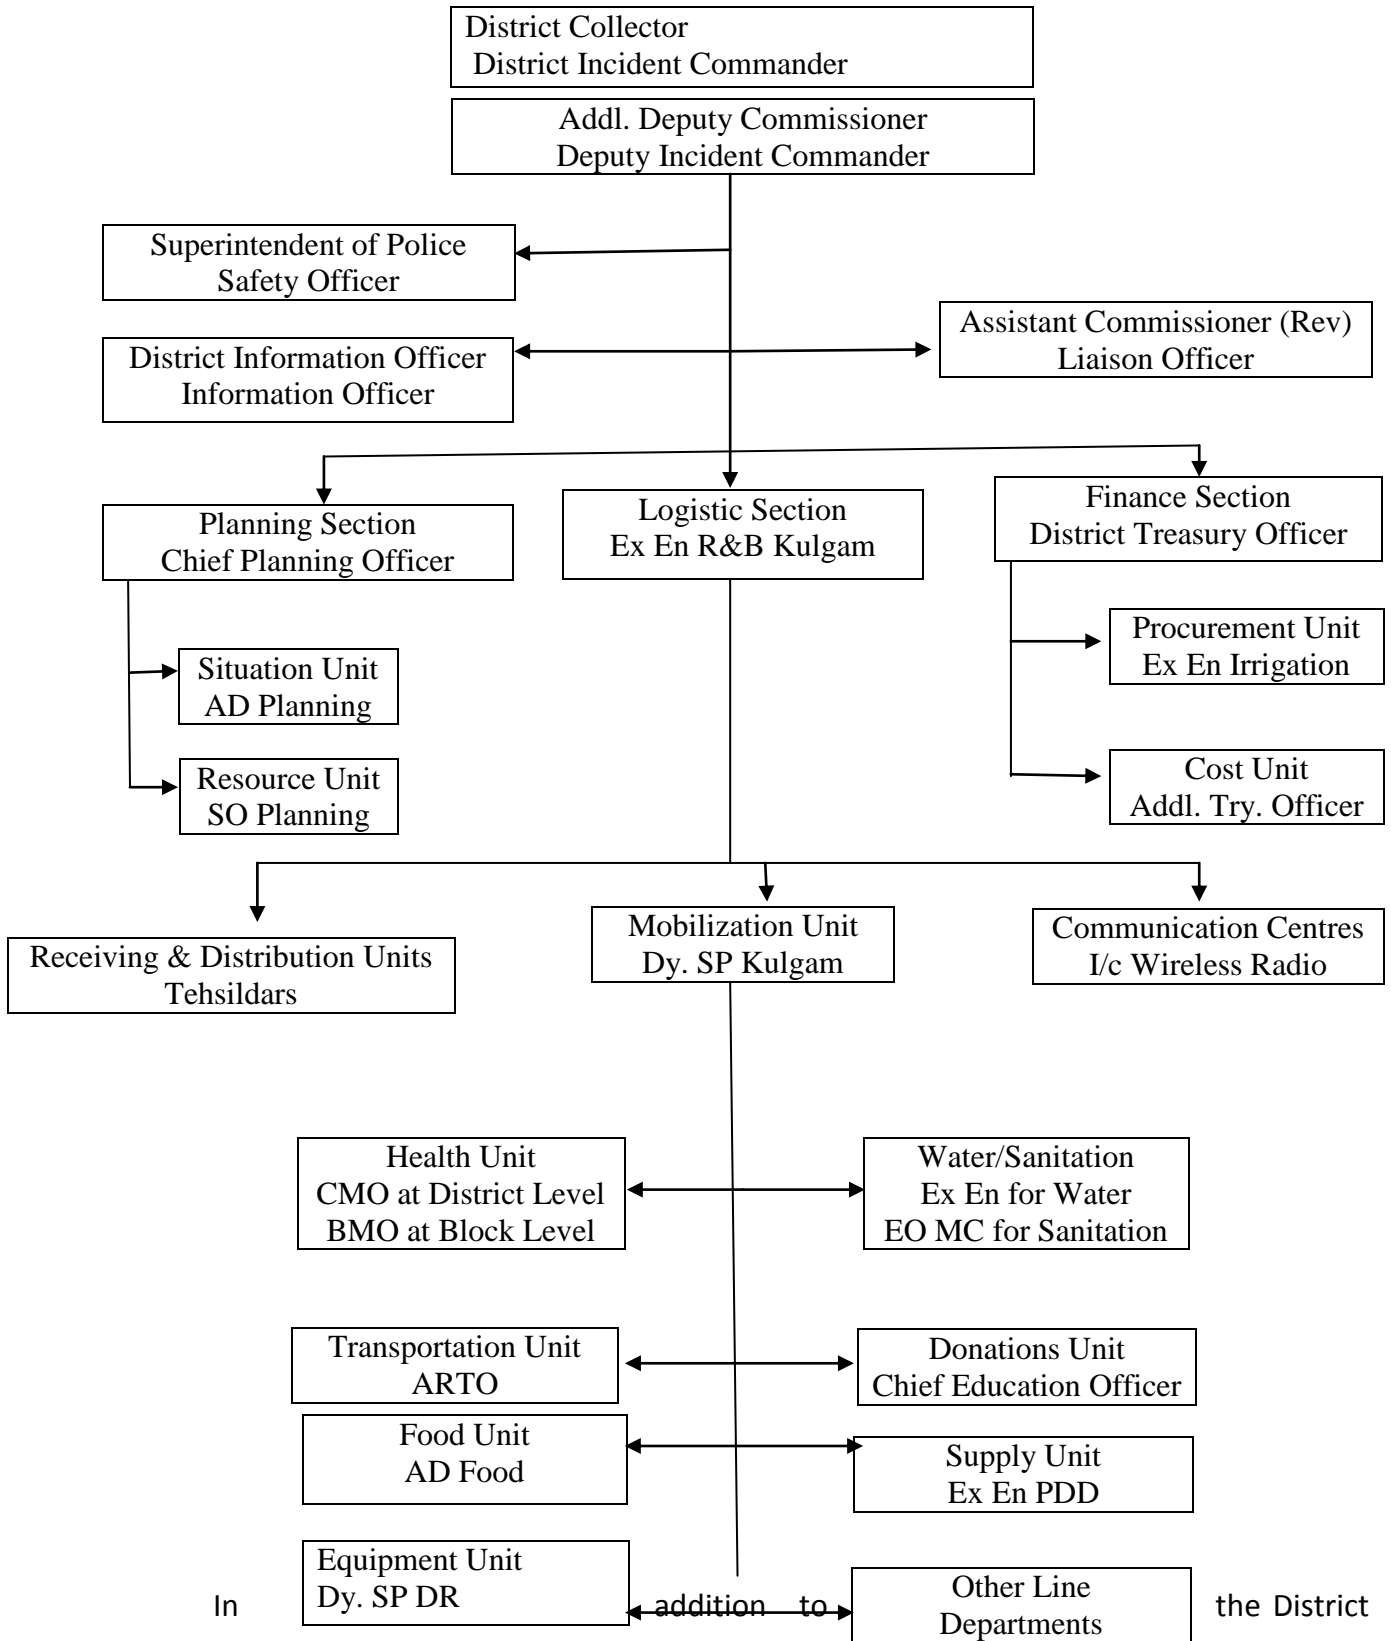 District Collector
District Incident Commander
Addl. Deputy Commissioner
Deputy Incident Commander
Superintendent of Police
Safety Officer
District Information Officer
Information Officer
Assistant Commissioner (Rev)
Liaison Officer
Planning Section
Chief Planning Officer
Logistic Section
Ex En R&B Kulgam
Finance Section
District Treasury Officer
Situation Unit
AD Planning
Resource Unit
SO Planning
Procurement Unit
Ex En Irrigation
Cost Unit
Addl. Try. Officer
Receiving & Distribution Units
Tehsildars
Mobilization Unit
Dy. SP Kulgam
Communication Centres
I/c Wireless Radio
Health Unit
CMO at District Level
BMO at Block Level
Water/Sanitation
Ex En for Water
EO MC for Sanitation
Transportation Unit
ARTO
Donations Unit
Chief Education Officer
Food Unit
AD Food
Supply Unit
Ex En PDD
Equipment Unit
Dy. SP DR
Other Line
Departments
In addition to the District